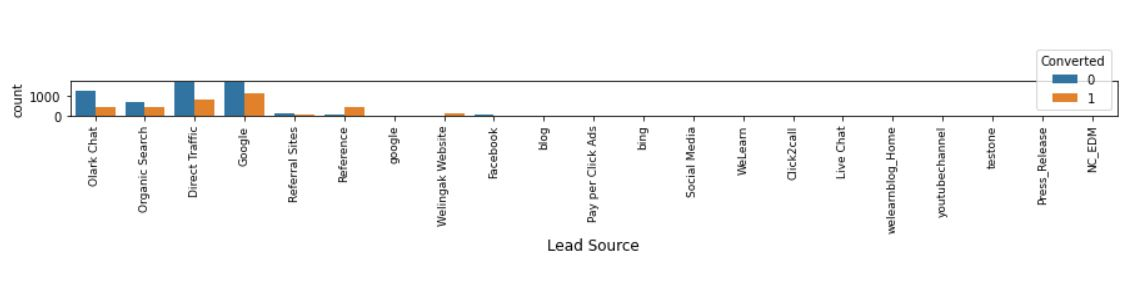 Converted
0
1
count
1000
0
Olark Chat
Organic Search
Direct Traffic
Google
Referral Sites
Reference
google
Welingak Website
Facebook
blog
Pay per Click Ads
bing
Social Media
WeLearn
Click2call
Live Chat
welearnblog_Home
youtubechannel
testone
Press_Release
NC_EDM
Lead Source